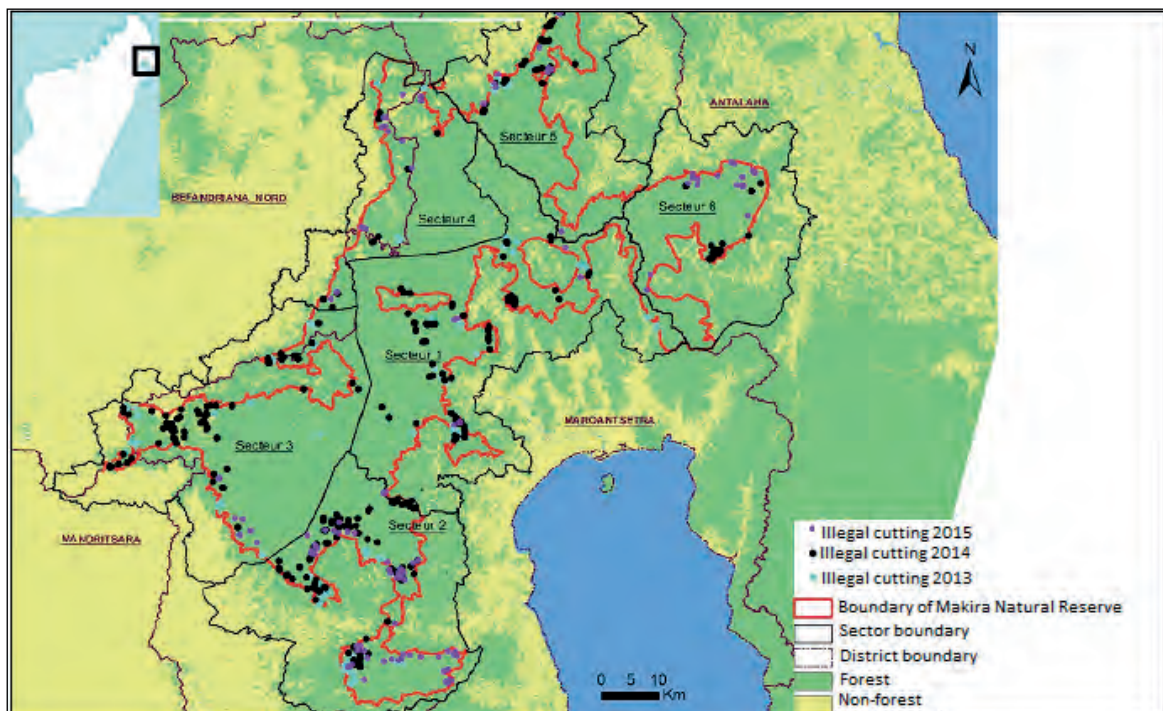 N
ANTALAHA
Secteur 5
BEFANDRIANA_NORD
Secteur 6
Secteur 4
Secteur 1
MAROANTSETRA
Secteur 3
Secteur 2
MANDRITSARA
Illegal cutting 2015
Illegal cutting 2014
Illegal cutting 2013
Boundary of Makira Natural Reserve
Sector boundary
District boundary
Forest
Non-forest
0 5 10
Km